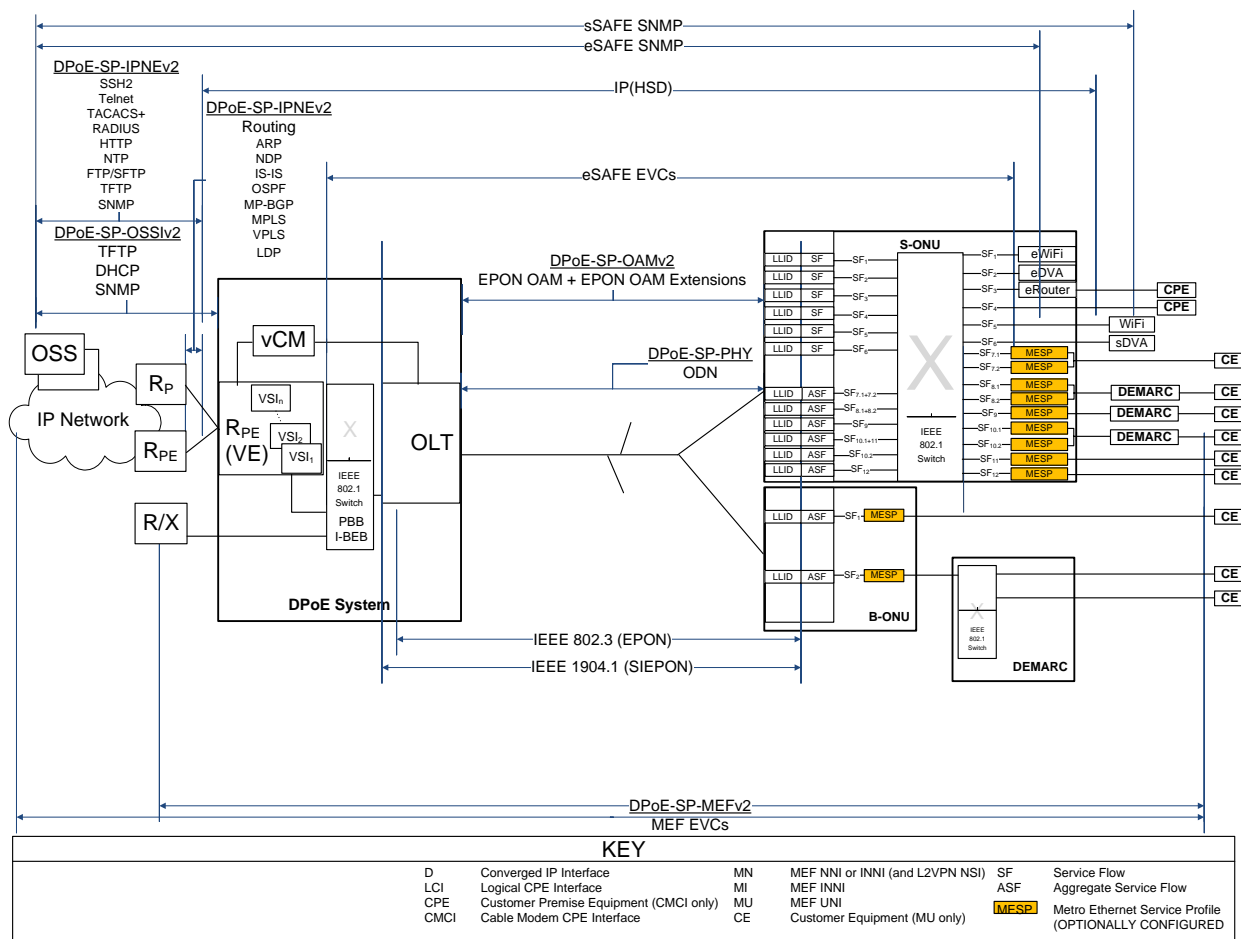 sSAFE SNMP
eSAFE SNMP
DPoE-SP-IPNEv2
SSH2
Telnet
TACACS+
RADIUS
HTTP
NTP
FTP/SFTP
TFTP
SNMP
DPoE-SP-OSSIv2
TFTP
DHCP
SNMP
IP(HSD)
DPoE-SP-IPNEv2
Routing
ARP
NDP
IS-IS
OSPF
MP-BGP
MPLS
VPLS
LDP
eSAFE EVCs
DPoE-SP-OAMv2
EPON OAM + EPON OAM Extensions
DPoE-SP-PHY
ODN
OSS
IP Network
RP
RPE
R/X
vCM
RPE
(VE)
VSIn
VSI2
VSI1
X
IEEE
802.1
Switch
PBB
I-BEB
OLT
DPoE System
S-ONU
LLID SF SF1
LLID SF SF2
LLID SF SF3
LLID SF SF4
LLID SF SF5
LLID SF SF6
LLID ASF SF7.1+7.2
LLID ASF SF8.1+8.2
LLID ASF SF9
LLID ASF SF10.1+11
LLID ASF SF10.2
LLID ASF SF12
X
IEEE
802.1
Switch
SF1 eWiFi
SF2 eDVA
SF3 eRouter CPE
SF4 CPE
SF5 WiFi
SF6 sDVA
SF7.1 MESP CE
SF7.2 MESP
SF8.1 MESP DEMARC CE
SF8.2 MESP
SF9 MESP DEMARC CE
SF10.1 MESP DEMARC CE
SF10.2 MESP
SF11 MESP CE
SF12 MESP CE
LLID ASF SF1 MESP CE
LLID ASF SF2 MESP CE
CE
B-ONU
X
IEEE
802.1
Switch
DEMARC
IEEE 802.3 (EPON)
IEEE 1904.1 (SIEPON)
DPoE-SP-MEFv2
MEF EVCs
KEY
D Converged IP Interface
LCI Logical CPE Interface
CPE Customer Premise Equipment (CMCI only)
CMCI Cable Modem CPE Interface
MN MEF NNI or INNI (and L2VPN NSI)
MI MEF INNI
MU MEF UNI
CE Customer Equipment (MU only)
SF Service Flow
ASF Aggregate Service Flow
MESP Metro Ethernet Service Profile
(OPTIONALLY CONFIGURED